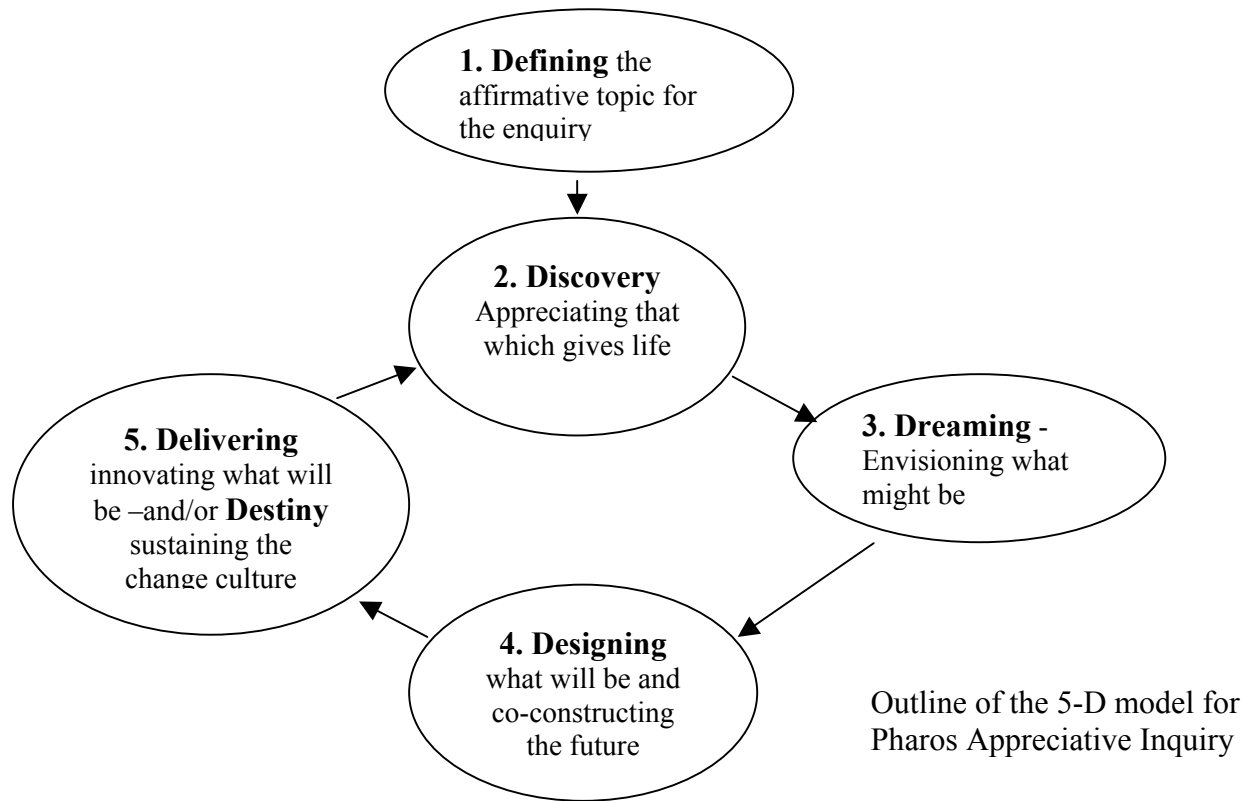 1. Defining the
affirmative topic for
the enquiry
2. Discovery
Appreciating that
which gives life
3. Dreaming -
Envisioning what
might be
4. Designing
what will be and
co-constructing
the future
5. Delivering
innovating what will
be –and/or Destiny
sustaining the
change culture
Outline of the 5-D model for
Pharos Appreciative Inquiry